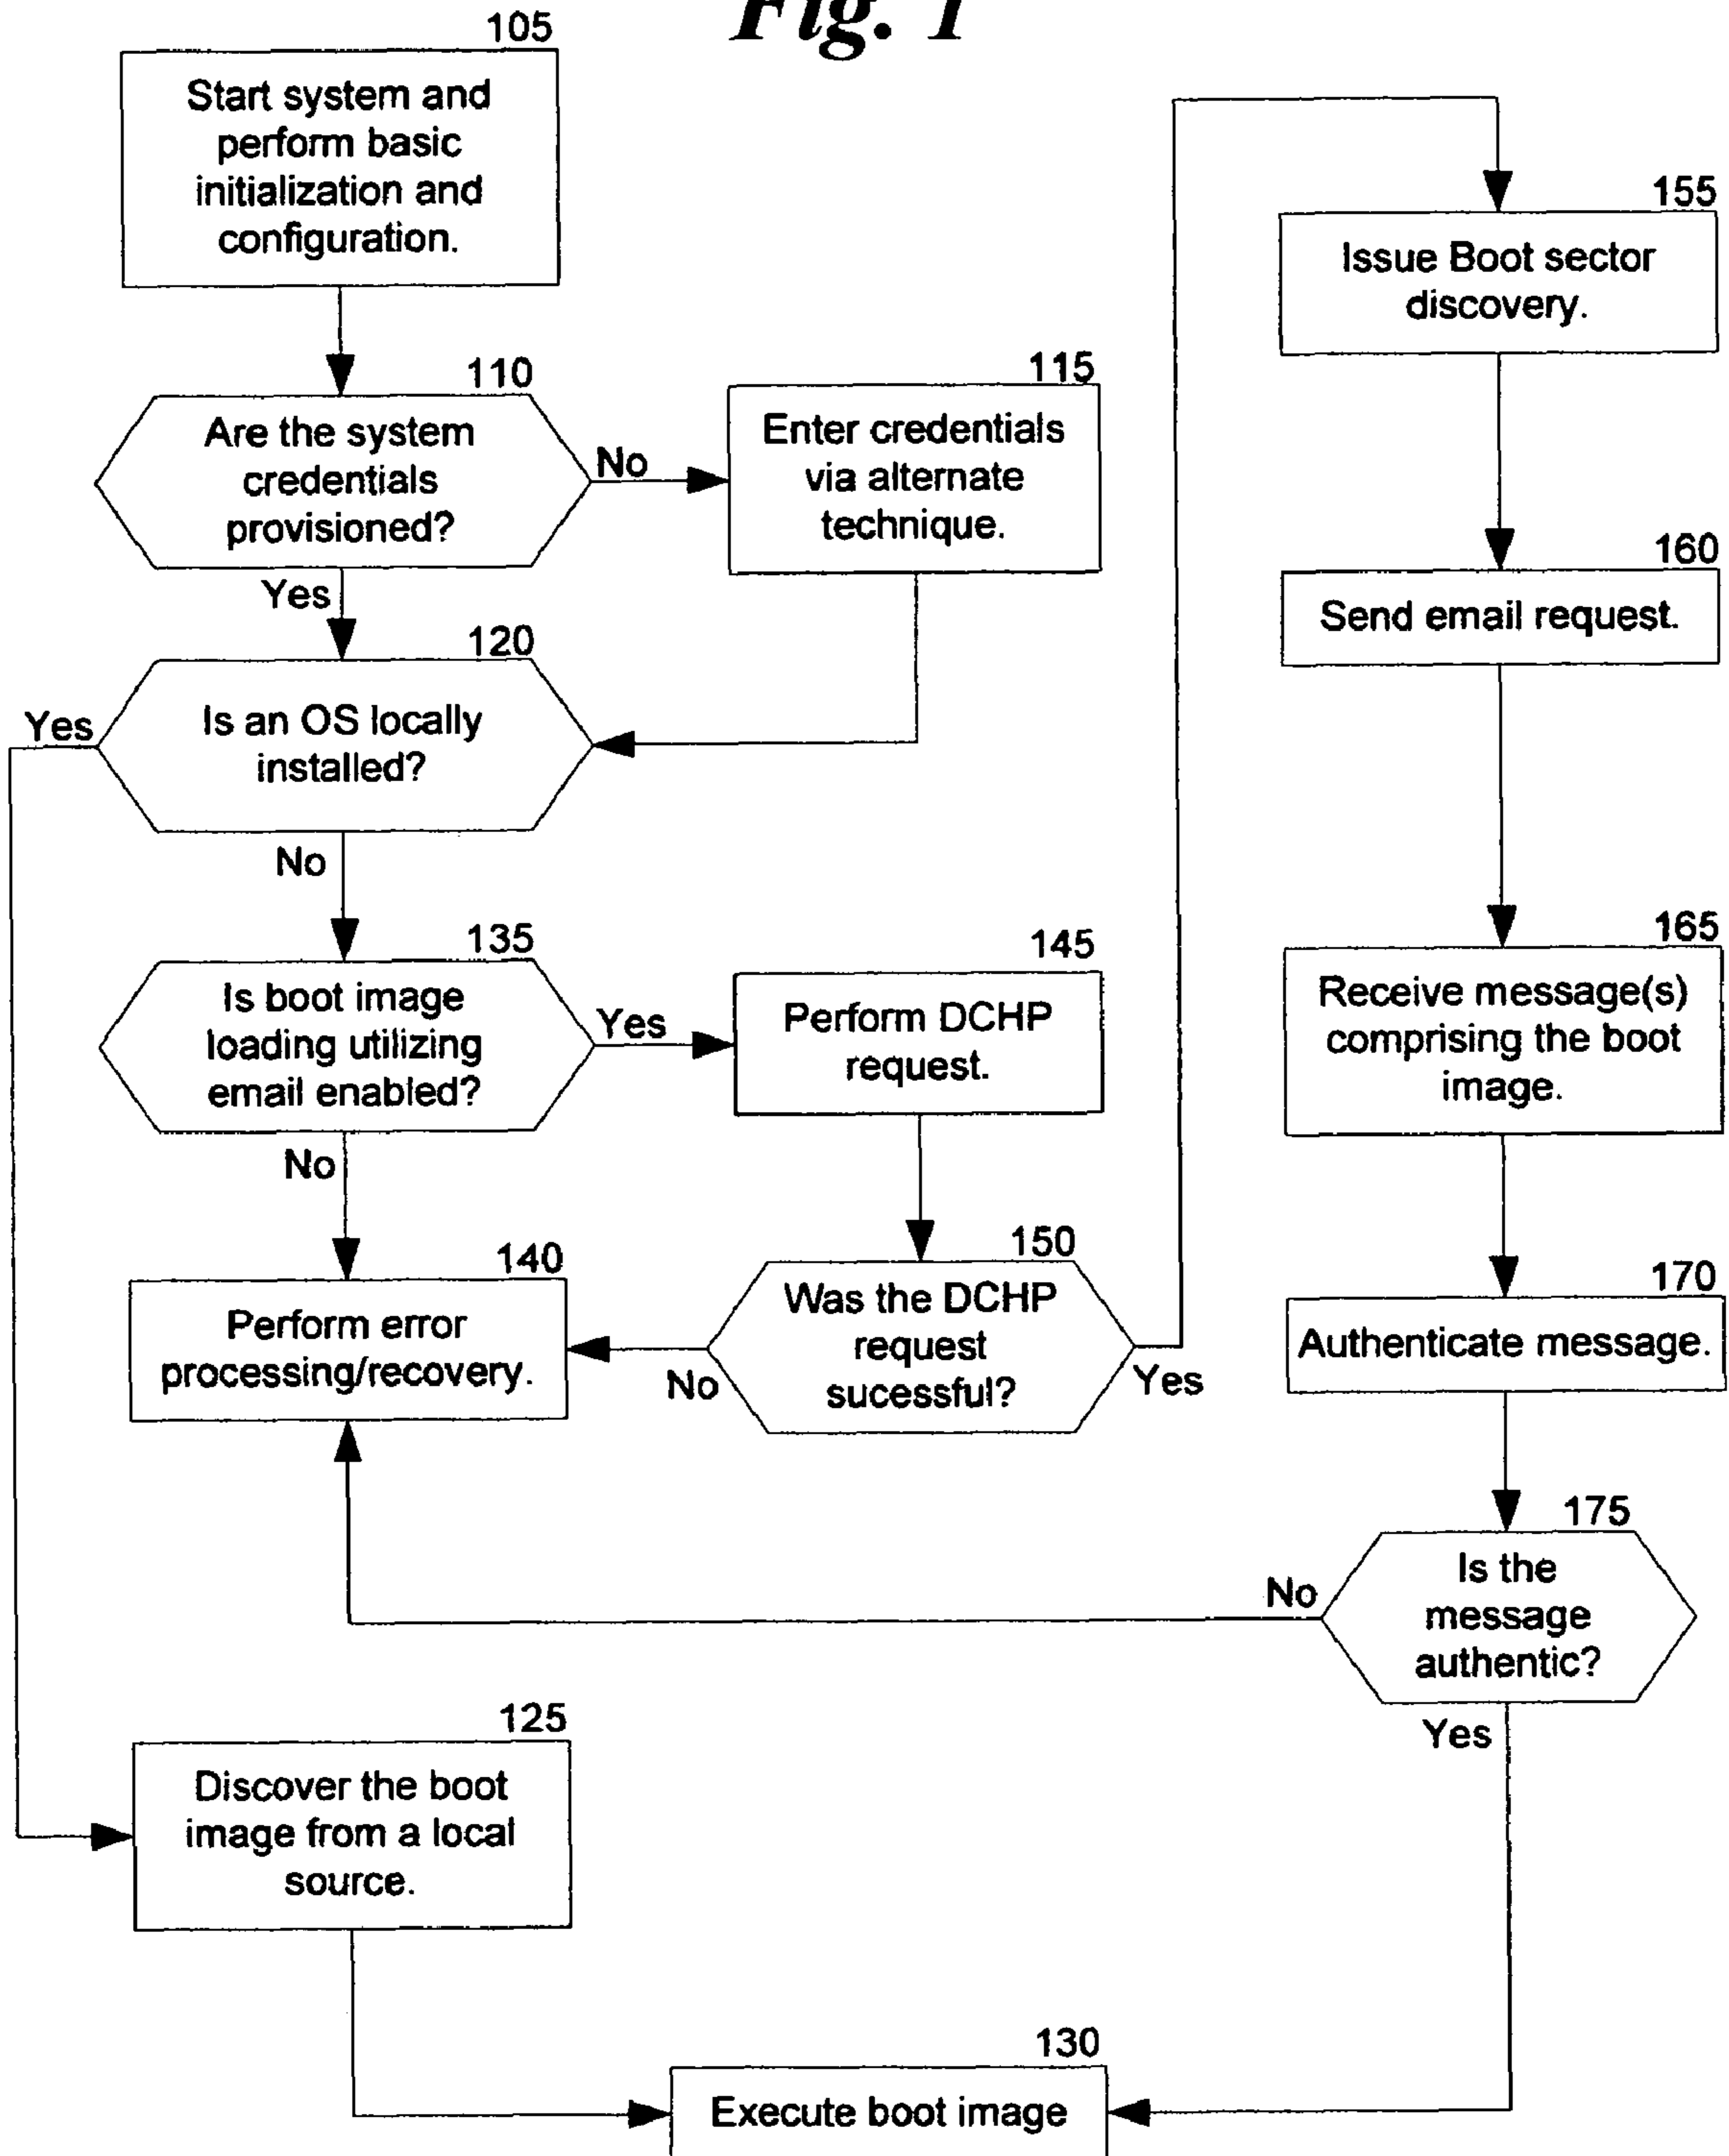 Fig. 1
105
Start system and
perform basic
initialization and
configuration.
110
Are the system
credentials
provisioned?
No
Yes
115
Enter credentials
via alternate
technique.
120
Is an OS locally
installed?
Yes
No
135
Is boot image
loading utilizing
email enabled?
Yes
No
145
Perform DCHP
request.
140
Perform error
processing/recovery.
150
Was the DCHP
request
sucessful?
No
Yes
155
Issue Boot sector
discovery.
160
Send email request.
165
Receive message(s)
comprising the boot
image.
170
Authenticate message.
175
Is the
message
authentic?
No
Yes
125
Discover the boot
image from a local
source.
130
Execute boot image